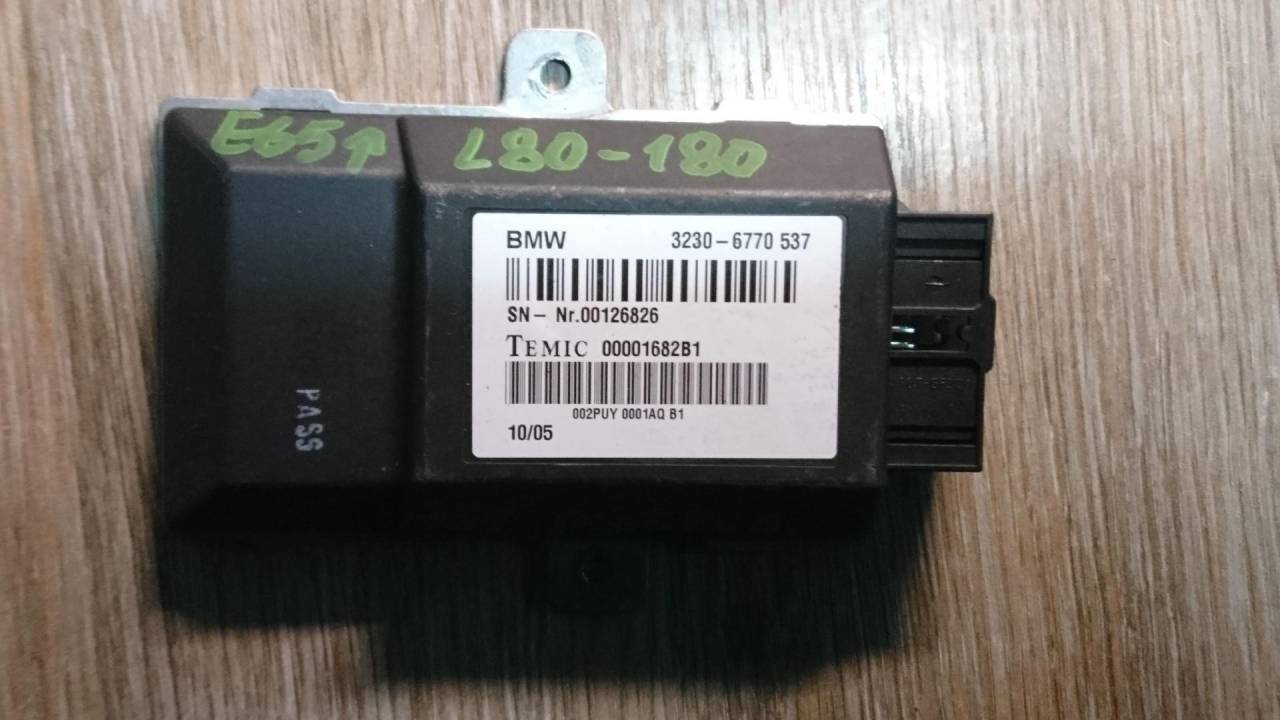 E65↑ L80-180
BMW 3230-6770 537
SN- Nr.00126826
TEMIC 00001682B1
002PUY 0001AQ B1
10/05
PASS